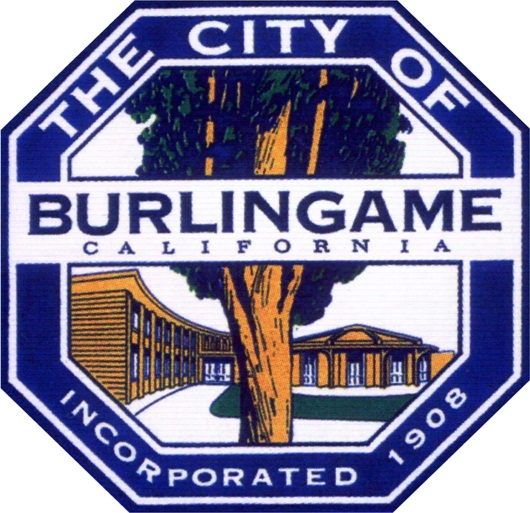 THE CITY OF
BURLINGAME
CALIFORNIA
INCORPORATED 1908